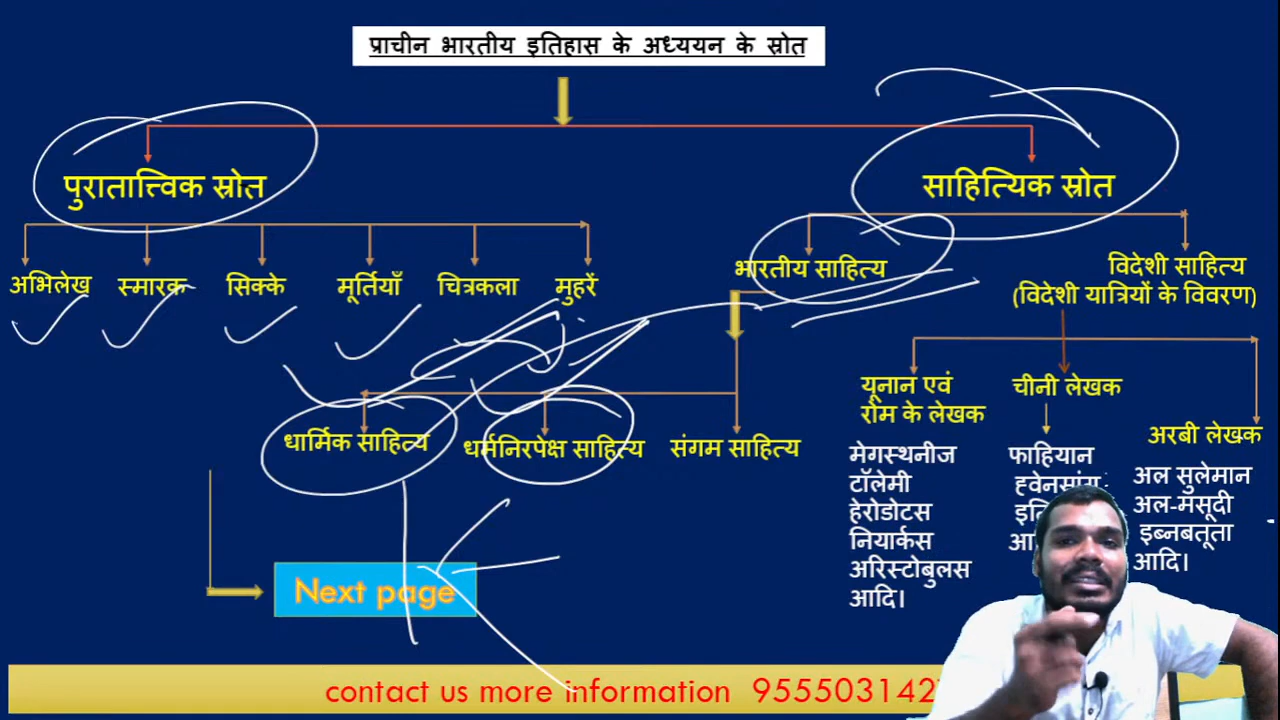 प्राचीन भारतीय इतिहास के अध्ययन के स्रोत
पुरातात्त्विक स्रोत
साहित्यिक स्रोत
अभिलेख
स्मारक
सिक्के
मूर्तियाँ
चित्रकला
मुहरें
भारतीय साहित्य
विदेशी साहित्य
(विदेशी यात्रियों के विवरण)
धार्मिक साहित्य
धर्मनिरपेक्ष साहित्य
संगम साहित्य
यूनान एवं
रोम के लेखक
मेगस्थनीज
टॉलेमी
हेरोडोटस
नियार्कस
अरिस्टोबुलस
आदि।
चीनी लेखक
फाहियान
ह्वेनसांग
अरबी लेखक
अल सुलेमान
अल-मसूदी
इब्नबतूता
आदि।
Next page
contact us more information 955503142